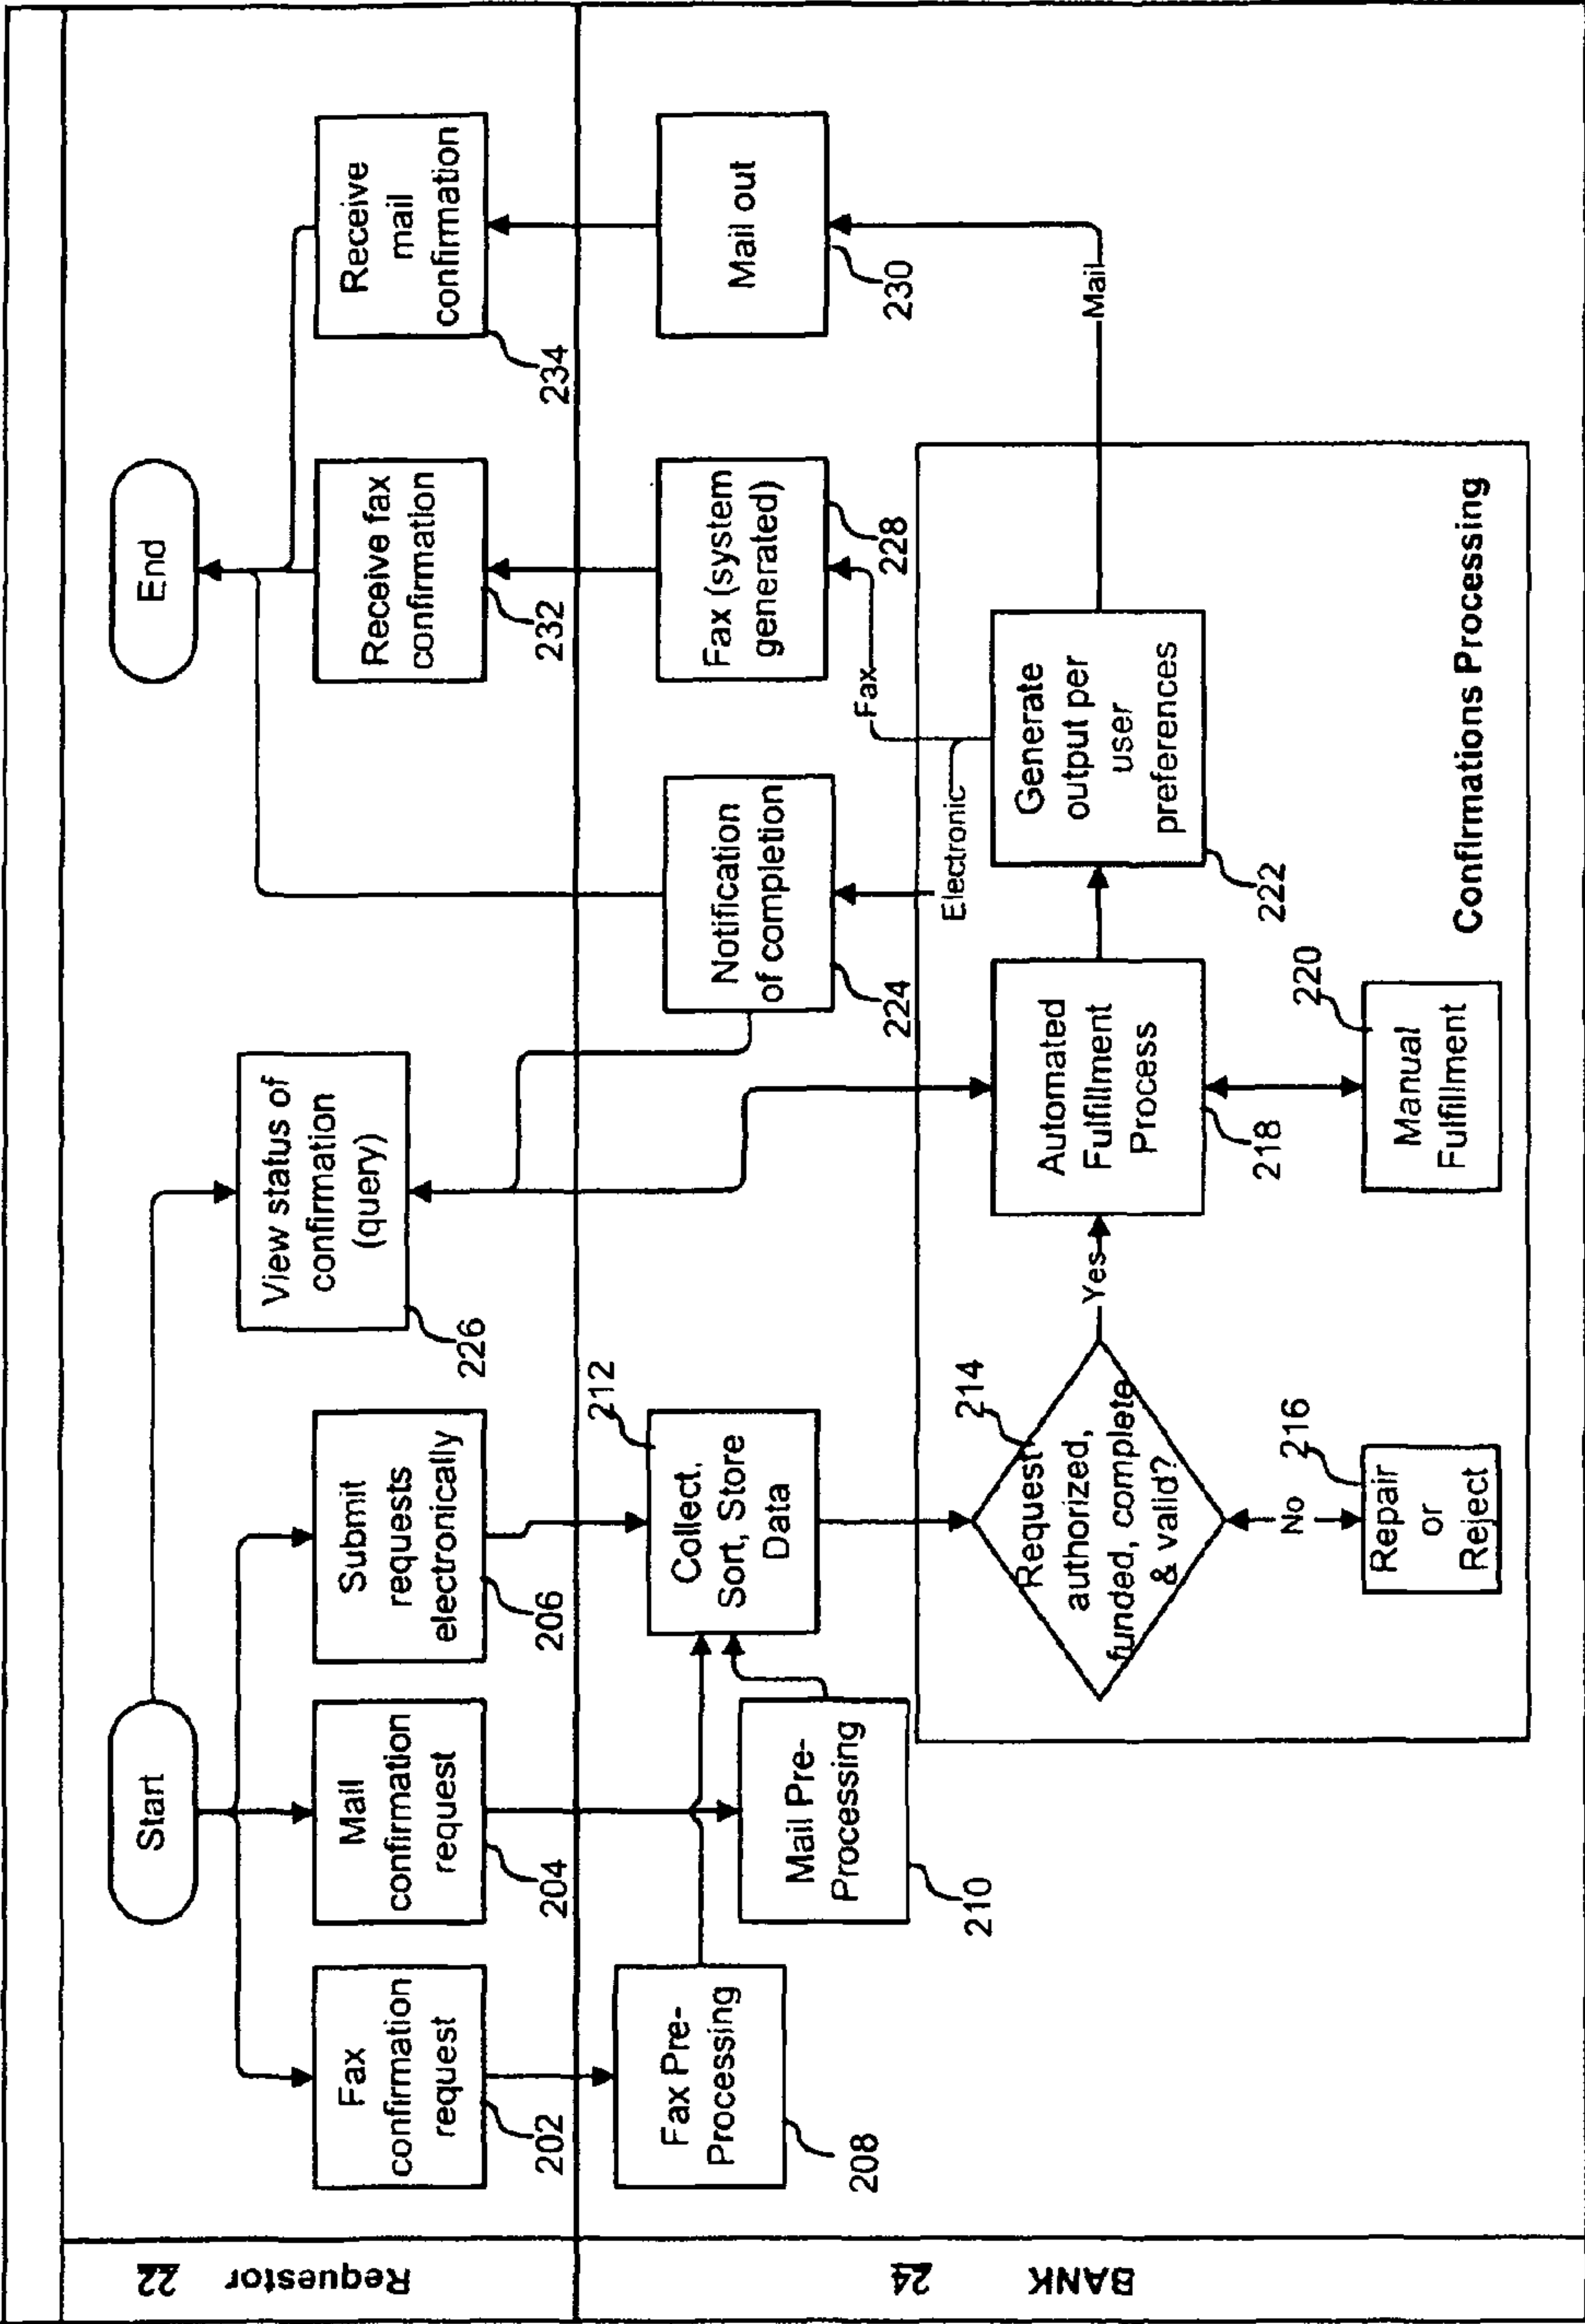 Requestor 22
BANK 24
Start
End
View status of
confirmation
(query)
226
Fax
confirmation
request
202
Mail
confirmation
request
204
Submit
requests
electronically
206
Receive fax
confirmation
232
Receive
mail
confirmation
234
Fax Pre-
Processing
208
Mail Pre-
Processing
210
212
Collect,
Sort, Store
Data
Notification
of completion
224
Fax (system
generated)
228
Mail out
230
Electronic
Fax
Mail
214
Request
authorized,
funded, complete
& valid?
Yes
No
216
Repair
or
Reject
Automated
Fulfillment
Process
218
220
Manual
Fulfillment
Generate
output per
user
preferences
222
Confirmations Processing